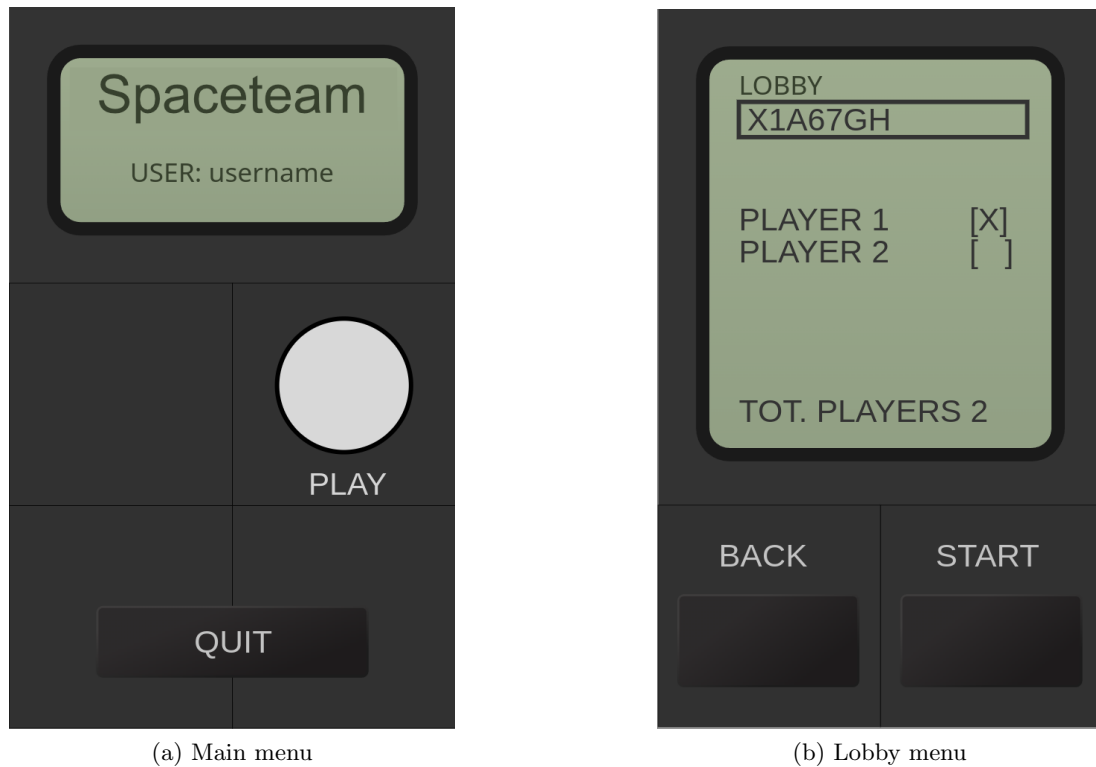 Spaceteam
USER: username
PLAY
QUIT
(a) Main menu
LOBBY
X1A67GH
PLAYER 1 [X]
PLAYER 2 [ ]
TOT. PLAYERS 2
BACK START
(b) Lobby menu